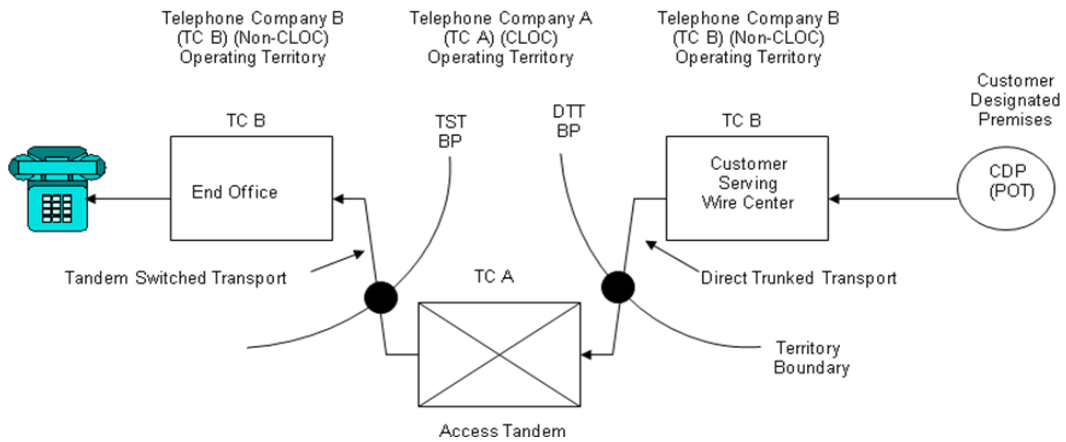 Telephone Company B
(TC B) (Non-CLOC)
Operating Territory
Telephone Company A
(TC A) (CLOC)
Operating Territory
Telephone Company B
(TC B) (Non-CLOC)
Operating Territory
Customer
Designated
Premises
TC B
TST
BP
DTT
BP
TC B
End Office
Customer
Serving
Wire Center
CDP
(POT)
Tandem Switched Transport
TC A
Direct Trunked Transport
Territory
Boundary
Access Tandem